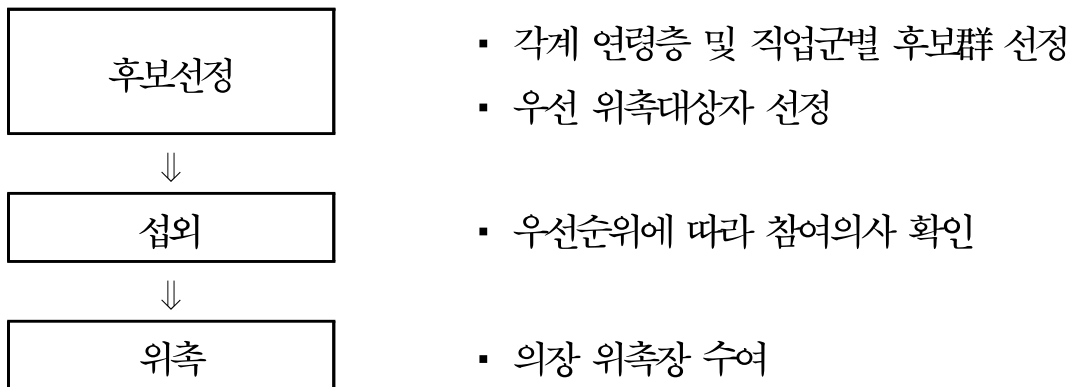 후보선정
▪ 각계 연령층 및 직업군별 후보群 선정
▪ 우선 위촉대상자 선정
⇓
섭외
▪ 우선순위에 따라 참여의사 확인
⇓
위촉
▪ 의장 위촉장 수여